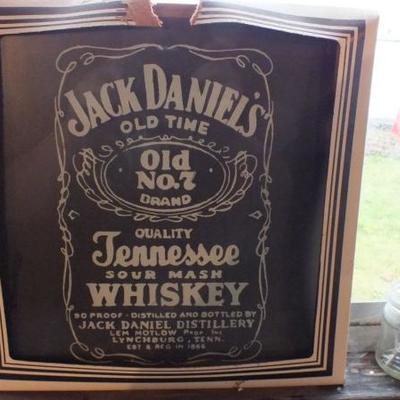 JACK DANIEL'S
OLD TIME
Old
No.7
BRAND
QUALITY
Tennessee
SOUR MASH
WHISKEY
90 PROOF · DISTILLED AND BOTTLED BY
JACK DANIEL DISTILLERY
LEM MOTLOW Prop. Inc
LYNCHBURG, TENN.
EST & REG IN 1866